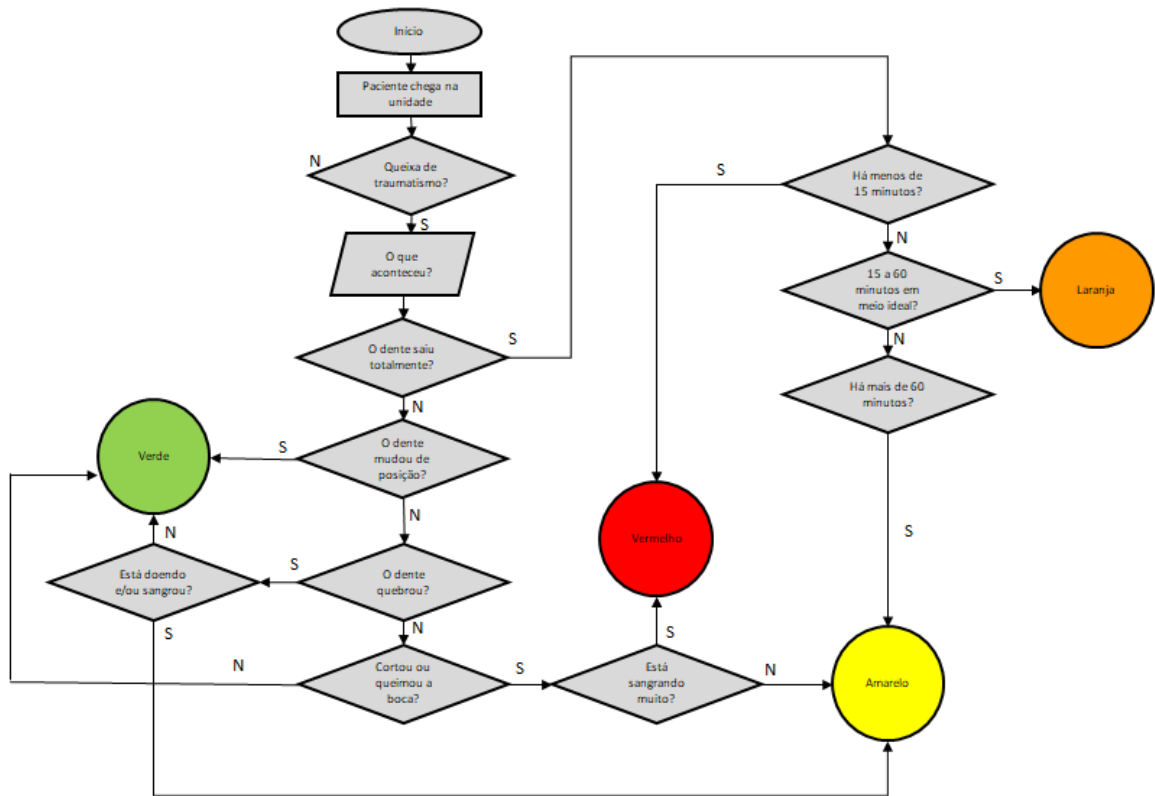 Início
Paciente chega na
unidade
N
Queixa de
traumatismo?
S
O que
aconteceu?
O dente saiu
totalmente?
S
N
O dente
mudou de
posição?
S
N
Verde
O dente
quebrou?
S
N
Está doendo
e/ou sangrou?
N
S
Cortou ou
queimou a
boca?
N
S
Está
sangrando
muito?
S
N
Vermelho
Há menos de
15 minutos?
S
N
15 a 60
minutos em
meio ideal?
S
N
Laranja
Há mais de 60
minutos?
S
Amarelo